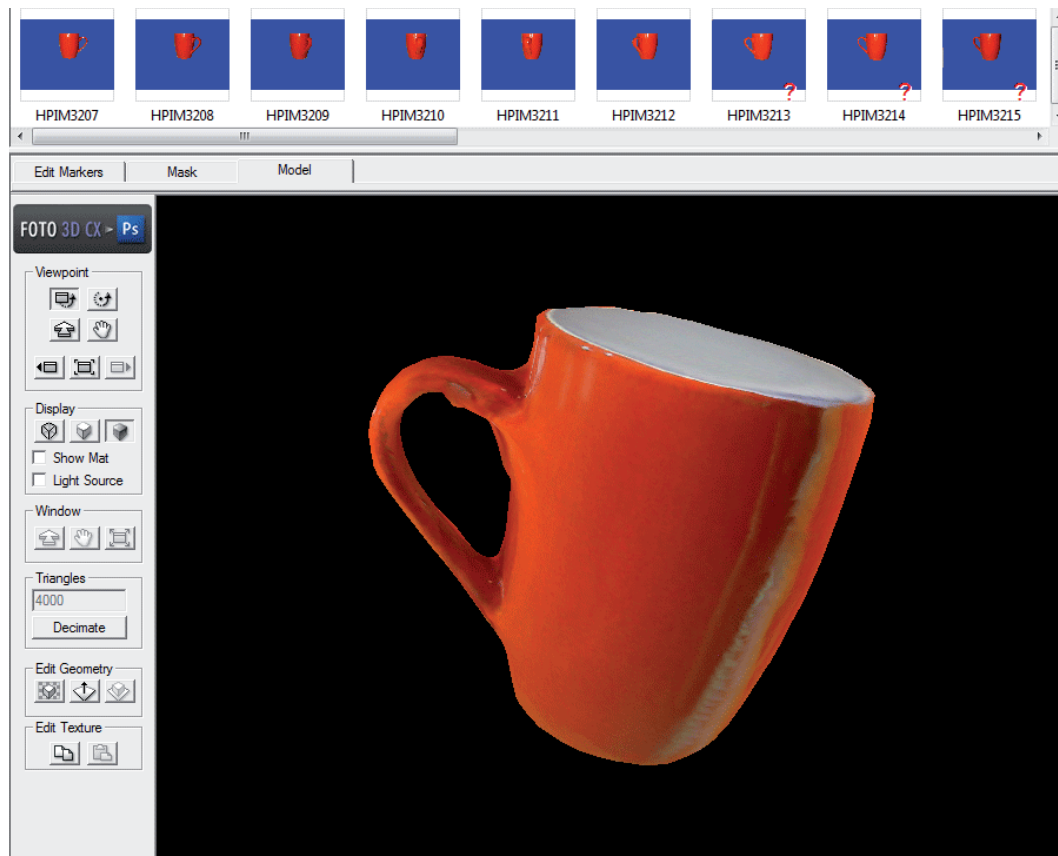 HPIM3207 HPIM3208 HPIM3209 HPIM3210 HPIM3211 HPIM3212 HPIM3213 HPIM3214 HPIM3215
? ? ?
Edit Markers Mask Model
FOTO 3D CX > Ps
Viewpoint
Display
Show Mat
Light Source
Window
Triangles
4000
Decimate
Edit Geometry
Edit Texture